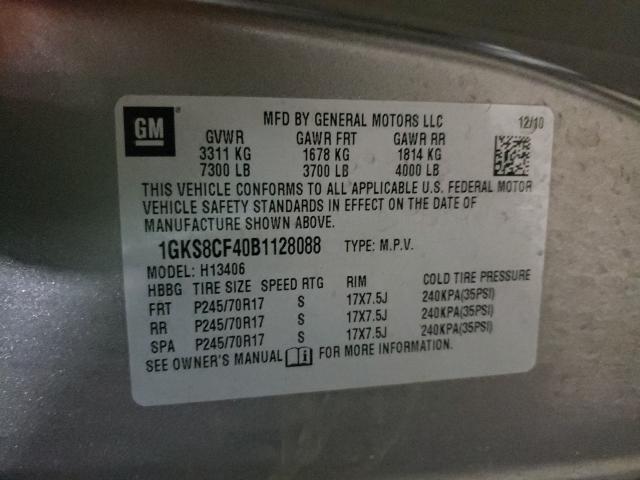 GM
MFD BY GENERAL MOTORS LLC 12/10
GVWR GAWR FRT GAWR RR
3311 KG 1678 KG 1814 KG
7300 LB 3700 LB 4000 LB
THIS VEHICLE CONFORMS TO ALL APPLICABLE U.S. FEDERAL MOTOR
VEHICLE SAFETY STANDARDS IN EFFECT ON THE DATE OF
MANUFACTURE SHOWN ABOVE.
1GKS8CF40B1128088 TYPE: M.P.V.
MODEL: H13406
HBBG TIRE SIZE SPEED RTG RIM COLD TIRE PRESSURE
FRT P245/70R17 S 17X7.5J 240KPA(35PSI)
RR P245/70R17 S 17X7.5J 240KPA(35PSI)
SPA P245/70R17 S 17X7.5J 240KPA(35PSI)
SEE OWNER'S MANUAL FOR MORE INFORMATION.